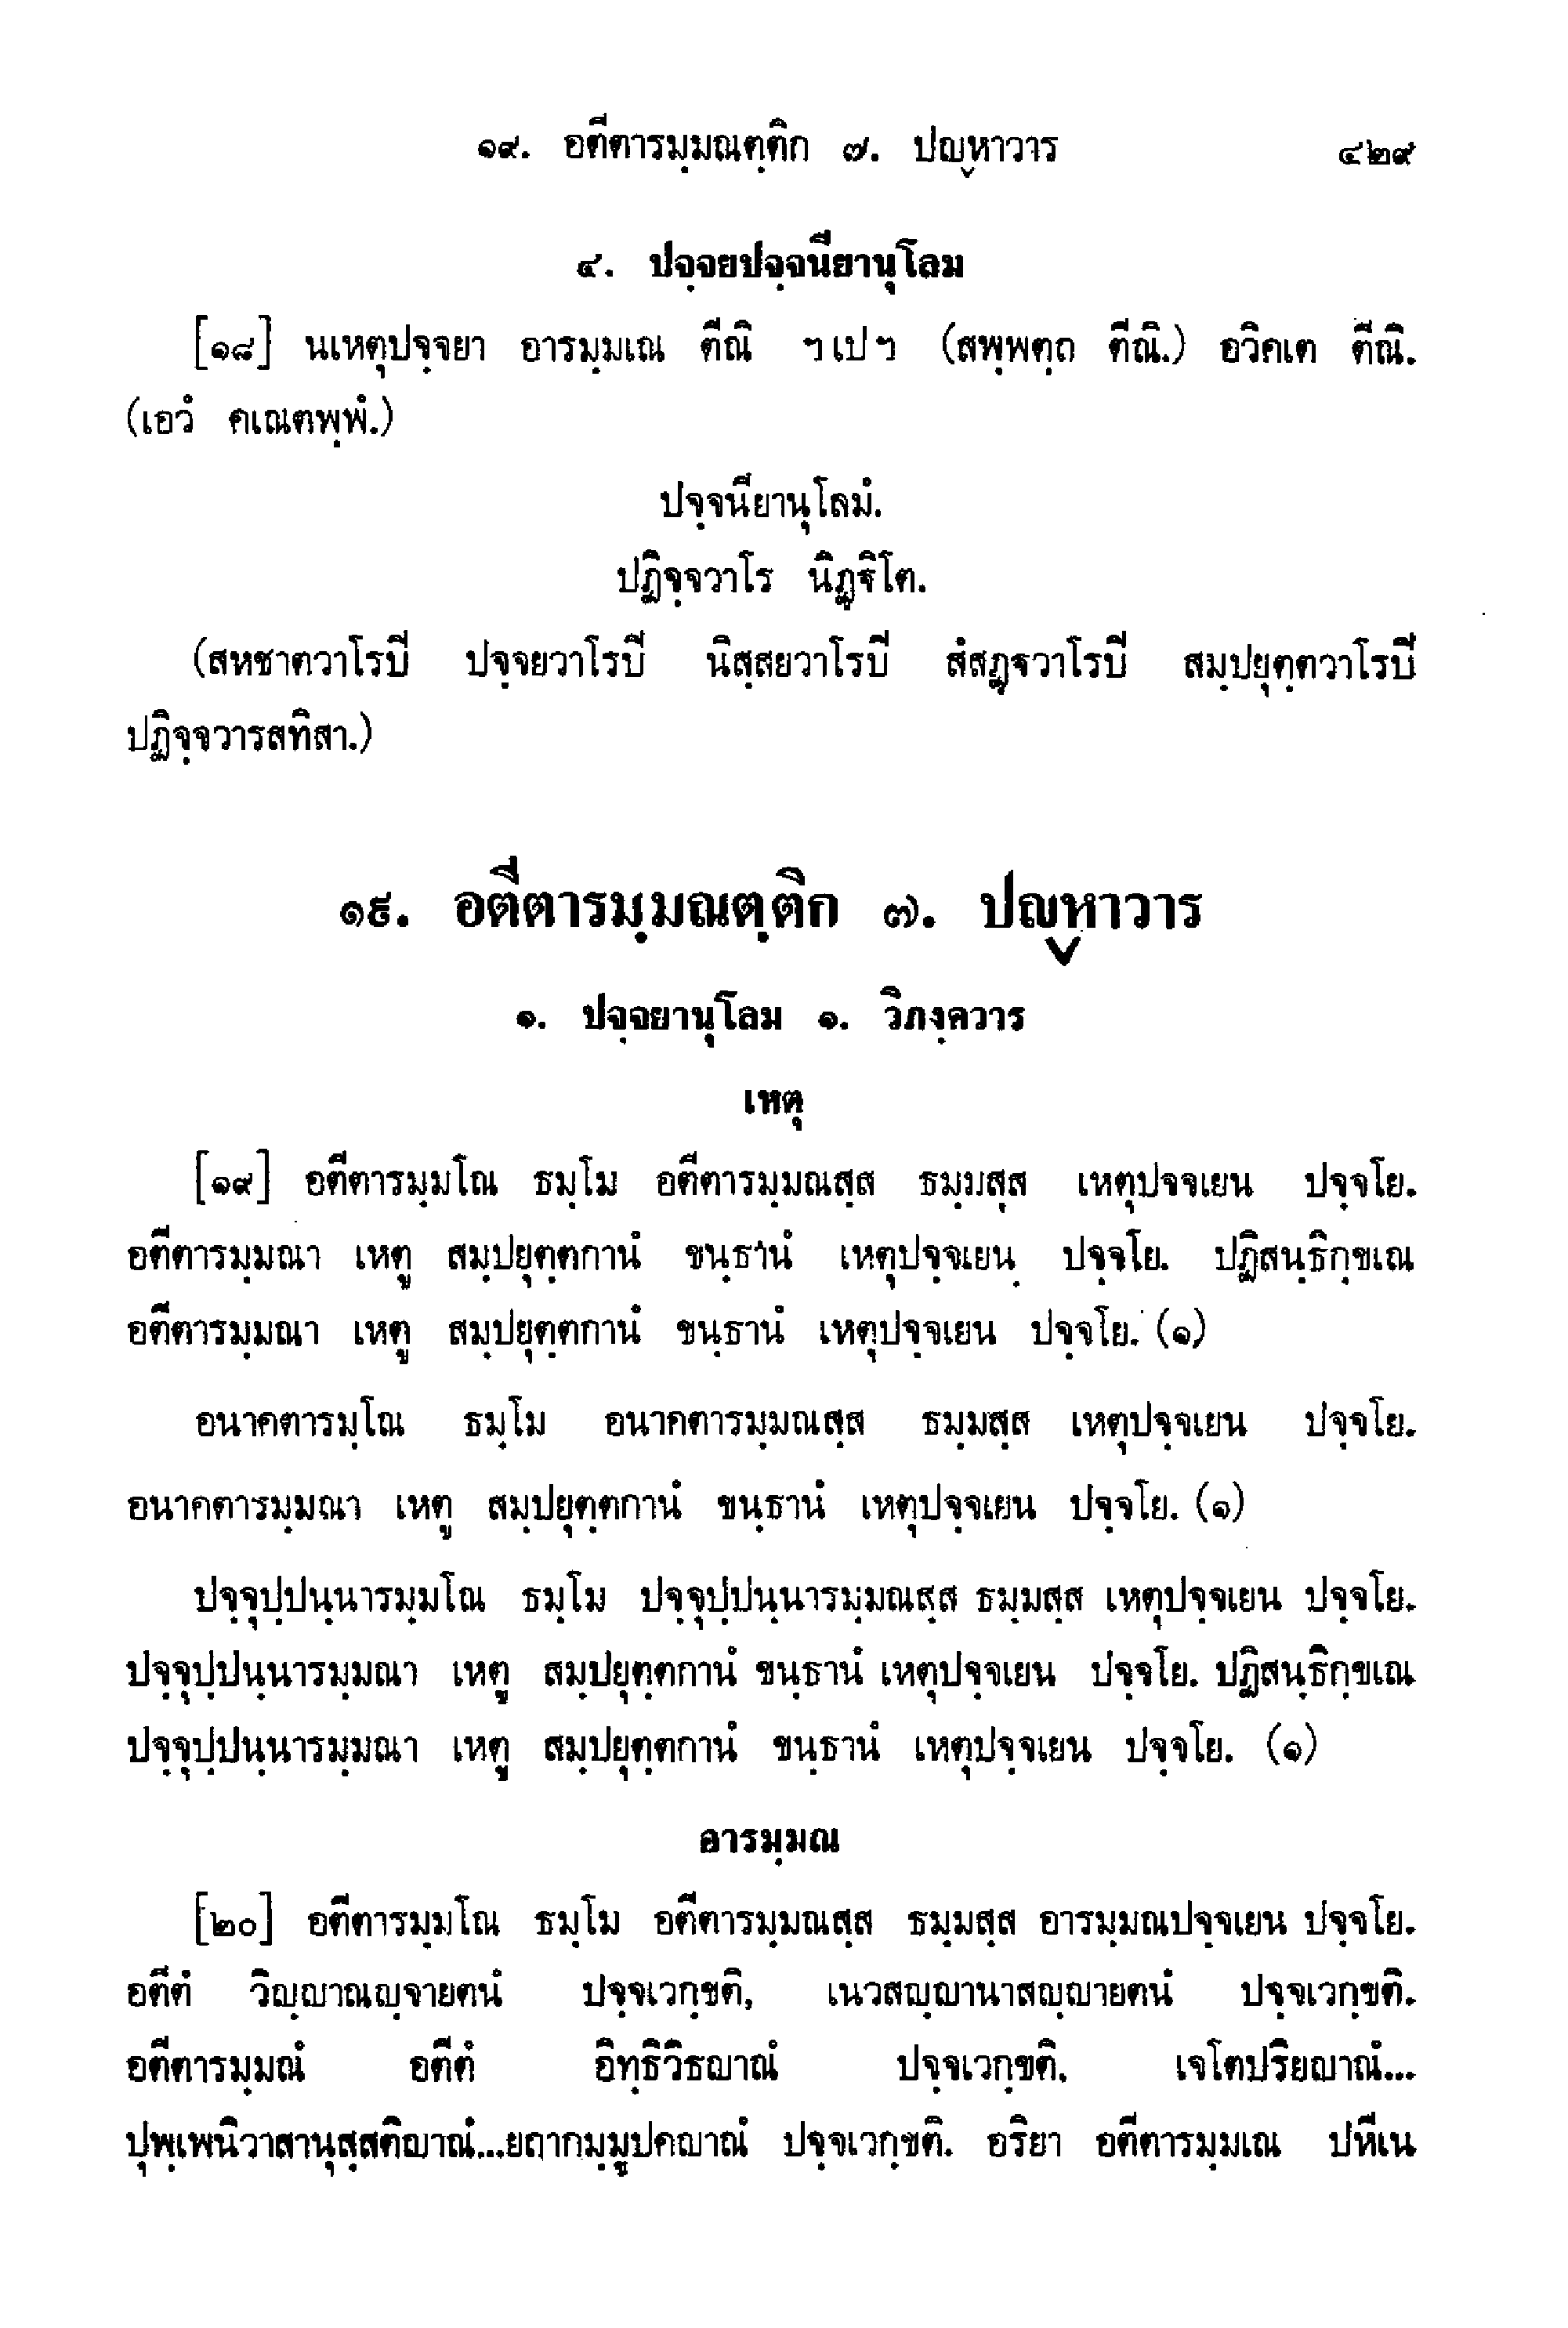 ๑๙. อตีตารมฺมณตฺติก ๗. ปญฺหาวาร ๔๒๙
๔. ปจฺจยปจฺจนียานุโลม
[๑๘] นเหตุปจฺจยา อารมฺมเณ ตีณิ ฯเปฯ (สพฺพตฺถ ตีณิ.) อวิคเต ตีณิ.
(เอวํ คเณตพฺพํ.)
ปจฺจนียานุโลมํ.
ปฏิจฺจวาโร นิฏฺฐิโต.
(สหชาตวาโรปิ ปจฺจยวาโรปิ นิสฺสยวาโรปิ สํสฏฺฐวาโรปิ สมฺปยุตฺตวาโรปิ
ปฏิจฺจวารสทิสา.)
๑๙. อตีตารมฺมณตฺติก ๗. ปญฺหาวาร
๑. ปจฺจยานุโลม ๑. วิภงฺควาร
เหตุ
[๑๙] อตีตารมฺมโณ ธมฺโม อตีตารมฺมณสฺส ธมฺมสฺส เหตุปจฺจเยน ปจฺจโย.
อตีตารมฺมณา เหตู สมฺปยุตฺตกานํ ขนฺธานํ เหตุปจฺจเยนฺ ปจฺจโย. ปฏิสนฺธิกฺขเณ
อตีตารมฺมณา เหตู สมฺปยุตฺตกานํ ขนฺธานํ เหตุปจฺจเยน ปจฺจโย. (๑)
อนาคตารมฺโณ ธมฺโม อนาคตารมฺมณสฺส ธมฺมสฺส เหตุปจฺจเยน ปจฺจโย.
อนาคตารมฺมณา เหตู สมฺปยุตฺตกานํ ขนฺธานํ เหตุปจฺจเยน ปจฺจโย. (๑)
ปจฺจุปฺปนฺนารมฺมโณ ธมฺโม ปจฺจุปฺปนฺนารมฺมณสฺส ธมฺมสฺส เหตุปจฺจเยน ปจฺจโย.
ปจฺจุปฺปนฺนารมฺมณา เหตู สมฺปยุตฺตกานํ ขนฺธานํ เหตุปจฺจเยน ปจฺจโย. ปฏิสนฺธิกฺขเณ
ปจฺจุปฺปนฺนารมฺมณา เหตู สมฺปยุตฺตกานํ ขนฺธานํ เหตุปจฺจเยน ปจฺจโย. (๑)
อารมฺมณ
[๒๐] อตีตารมฺมโณ ธมฺโม อตีตารมฺมณสฺส ธมฺมสฺส อารมฺมณปจฺจเยน ปจฺจโย.
อตีตํ วิญฺญาณญฺจายตนํ ปจฺจเวกฺขติ, เนวสญฺญานาสญฺญายตนํ ปจฺจเวกฺขติ.
อตีตารมฺมณํ อตีตํ อิทฺธิวิธญาณํ ปจฺจเวกฺขติ, เจโตปริยญาณํ...
ปุพฺเพนิวาสานุสฺสติญาณํ...ยถากมฺมูปคญาณํ ปจฺจเวกฺขติ. อริยา อตีตารมฺมเณ ปหีเน